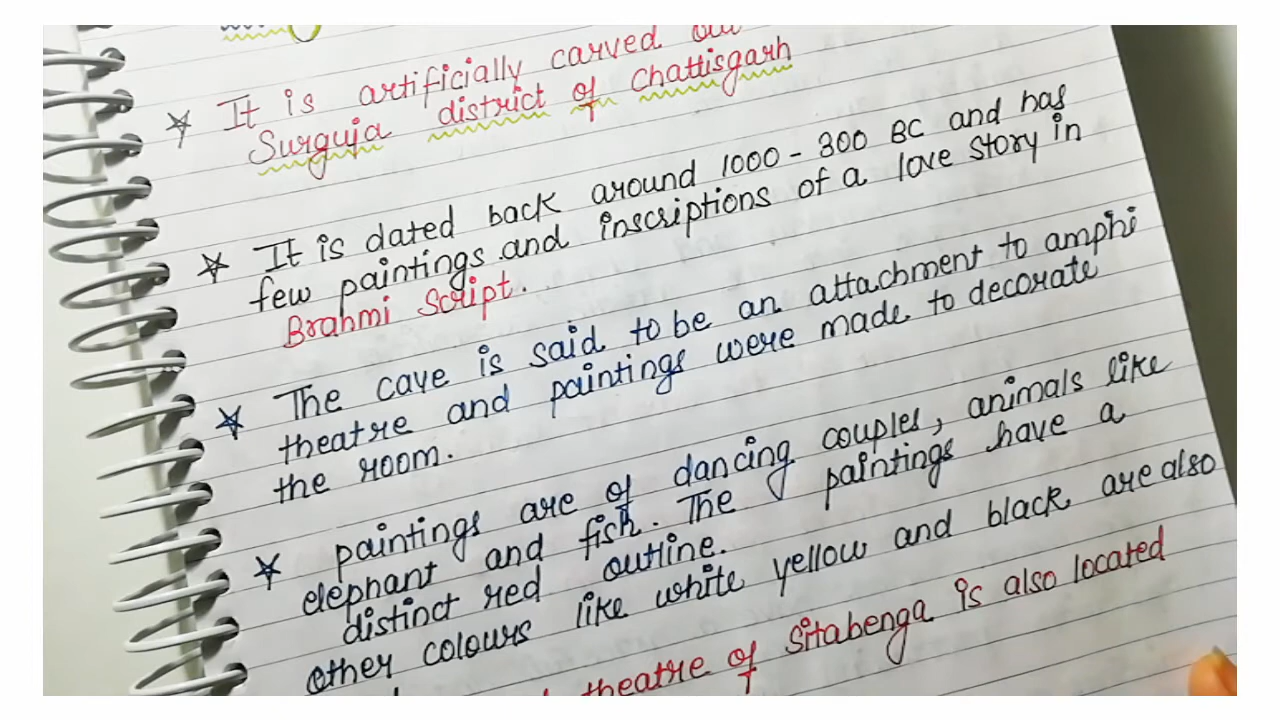 ☆ It is artificially carved out
Surguja district of Chattisgarh
☆ It is dated back around 1000 - 300 BC and has
few paintings and inscriptions of a love story in
Brahmi Script.
☆ The cave is said to be an attachment to amphi
theatre and paintings were made to decorate
the room.
☆ paintings are of dancing couples, animals like
elephant and fish. The paintings have a
distinct red outline.
other colours like white yellow and black are also
theatre of Sitabenga is also located